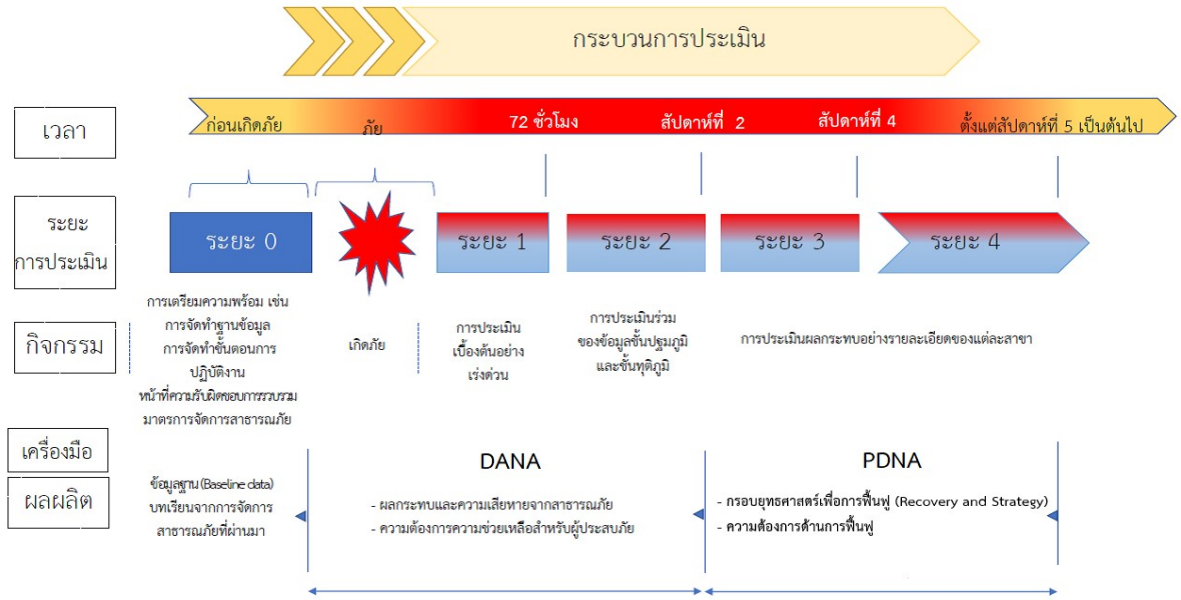 กระบวนการประเมิน
เวลา
ก่อนเกิดภัย
ภัย
72 ชั่วโมง
สัปดาห์ที่ 2
สัปดาห์ที่ 4
ตั้งแต่สัปดาห์ที่ 5 เป็นต้นไป
ระยะ
การประเมิน
ระยะ 0
ระยะ 1
ระยะ 2
ระยะ 3
ระยะ 4
กิจกรรม
การเตรียมความพร้อม เช่น
การจัดทำฐานข้อมูล
การจัดทำขั้นตอนการ
ปฏิบัติงาน
หน้าที่ความรับผิดชอบการรวบรวม
มาตรการจัดการสาธารณภัย
เกิดภัย
การประเมิน
เบื้องต้นอย่าง
เร่งด่วน
การประเมินร่วม
ของข้อมูลชั้นปฐมภูมิ
และชั้นทุติภูมิ
การประเมินผลกระทบอย่างรายละเอียดของแต่ละสาขา
เครื่องมือ
DANA
PDNA
ผลผลิต
ข้อมูลฐาน (Baseline data)
บทเรียนจากการจัดการ
สาธารณภัยที่ผ่านมา
- ผลกระทบและความเสียหายจากสาธารณภัย
- ความต้องการความช่วยเหลือสำหรับผู้ประสบภัย
- กรอบยุทธศาสตร์เพื่อการฟื้นฟู (Recovery and Strategy)
- ความต้องการด้านการฟื้นฟู